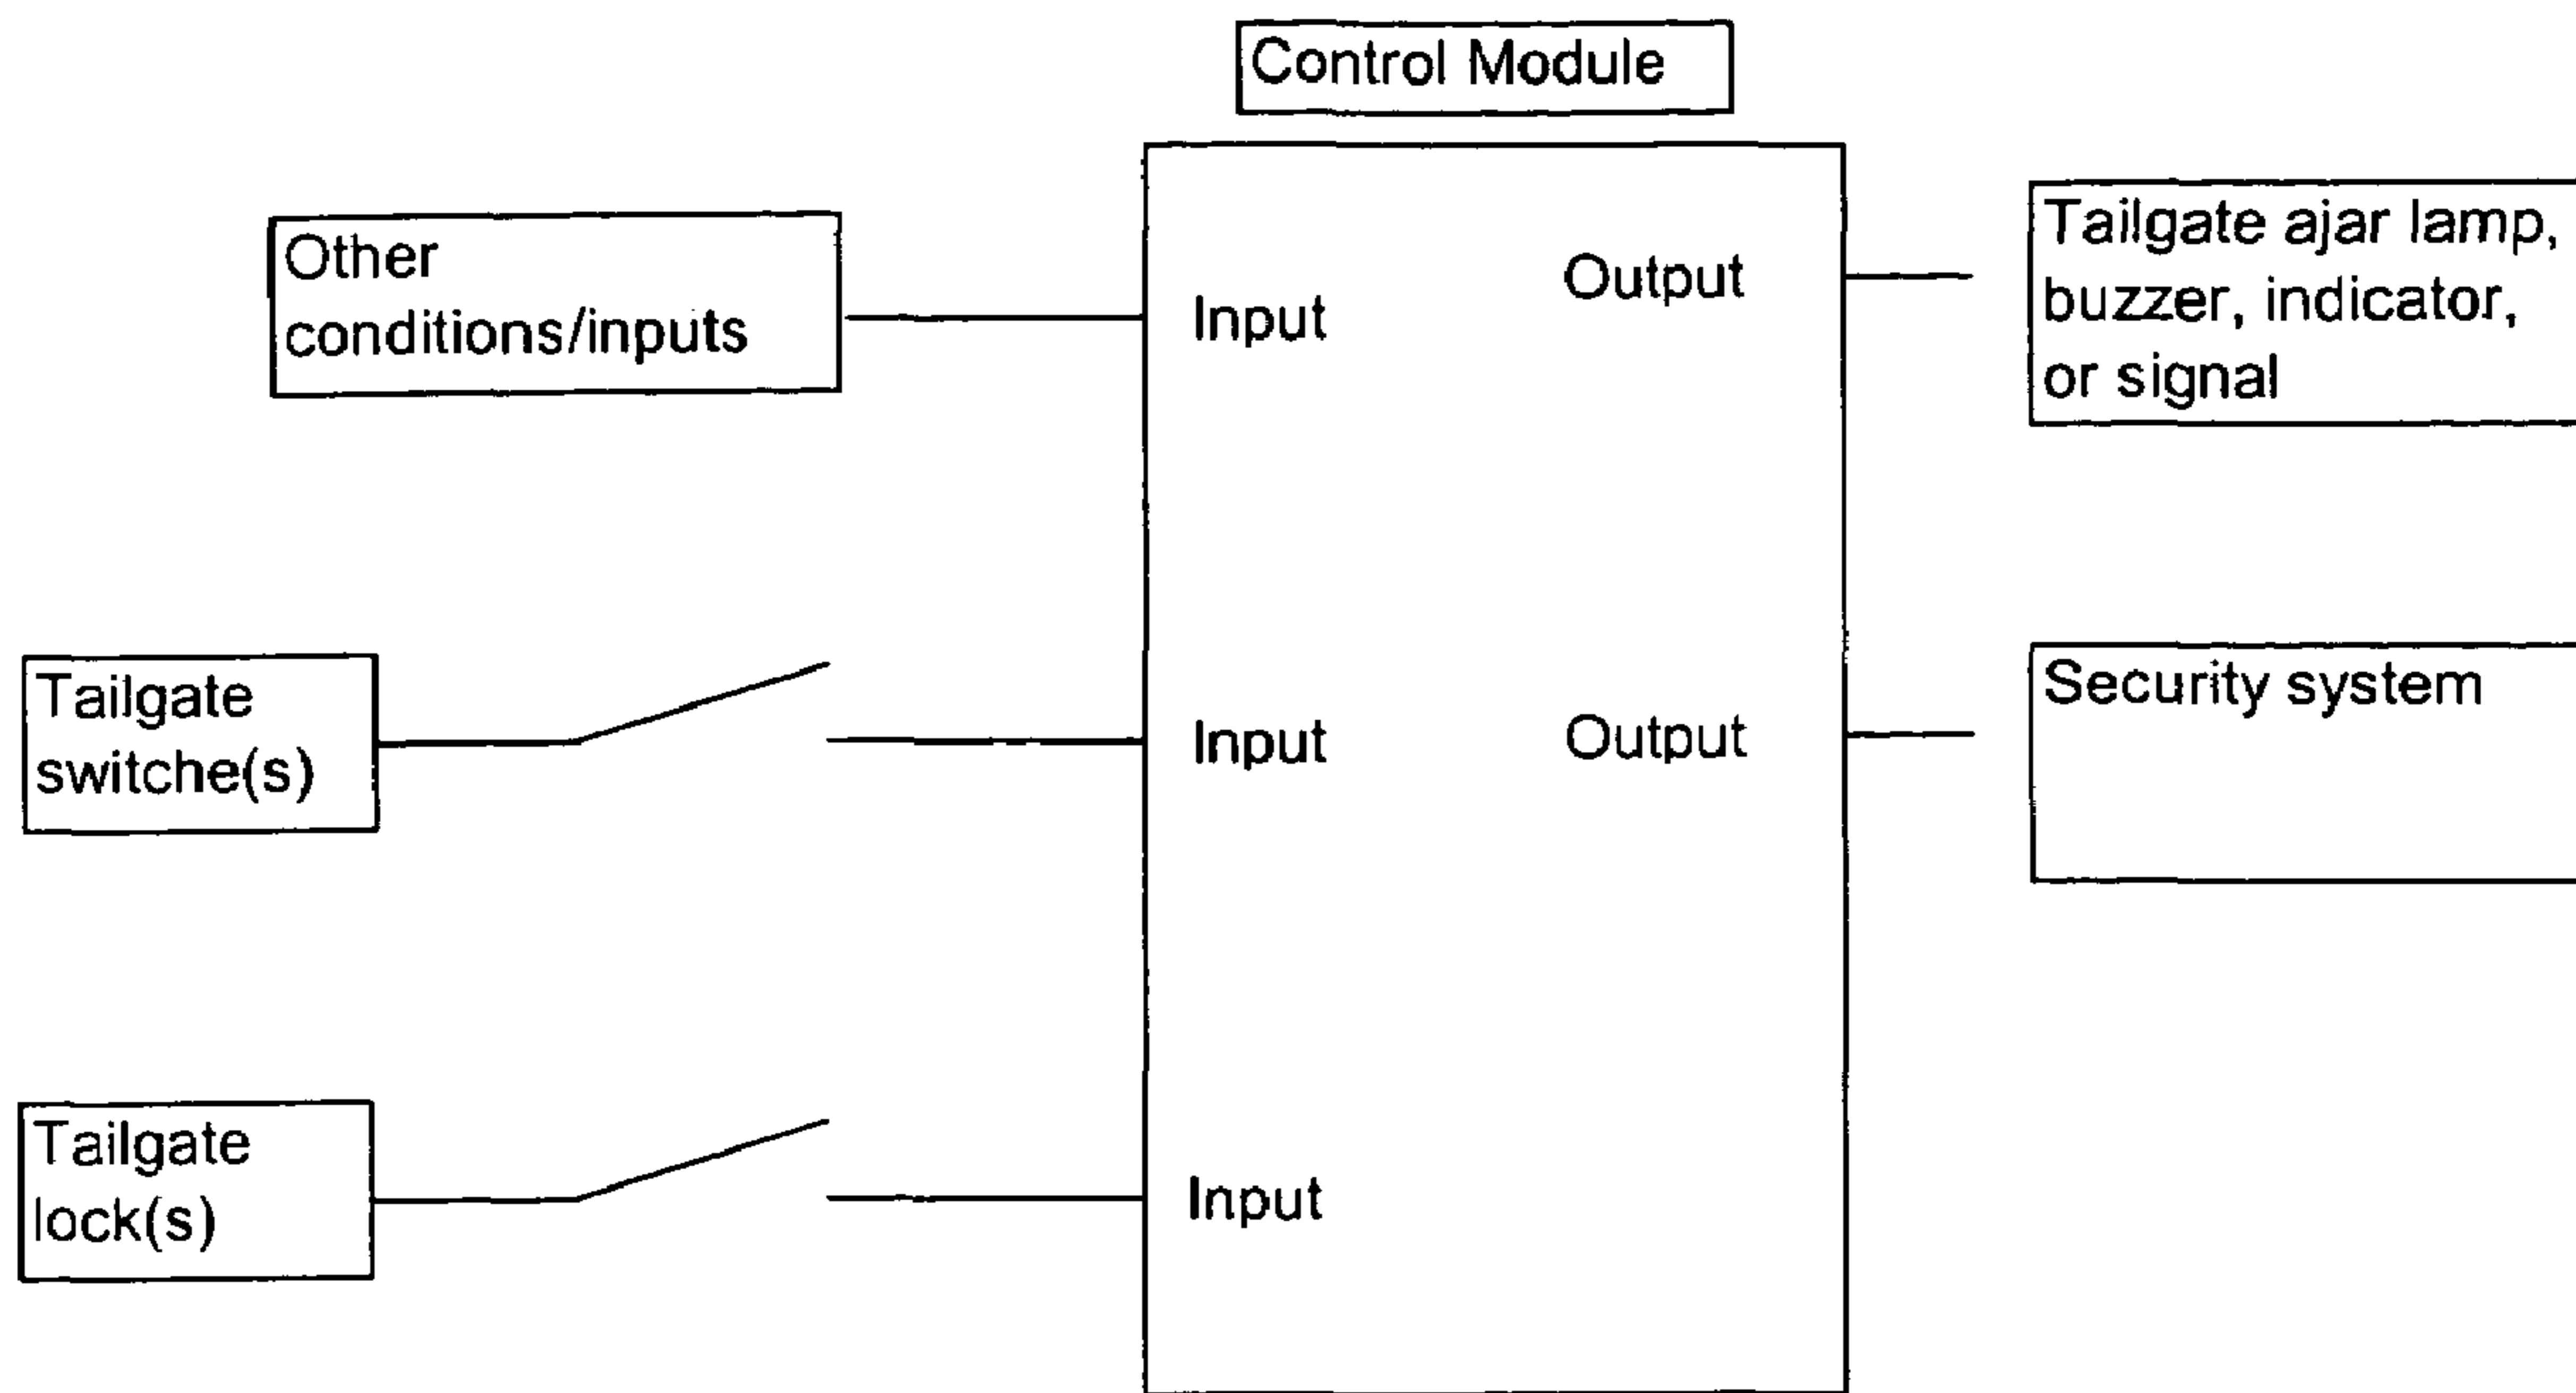 Control Module
Other
conditions/inputs
Input
Output
Tailgate ajar lamp,
buzzer, indicator,
or signal
Tailgate
switche(s)
Input
Output
Security system
Tailgate
lock(s)
Input